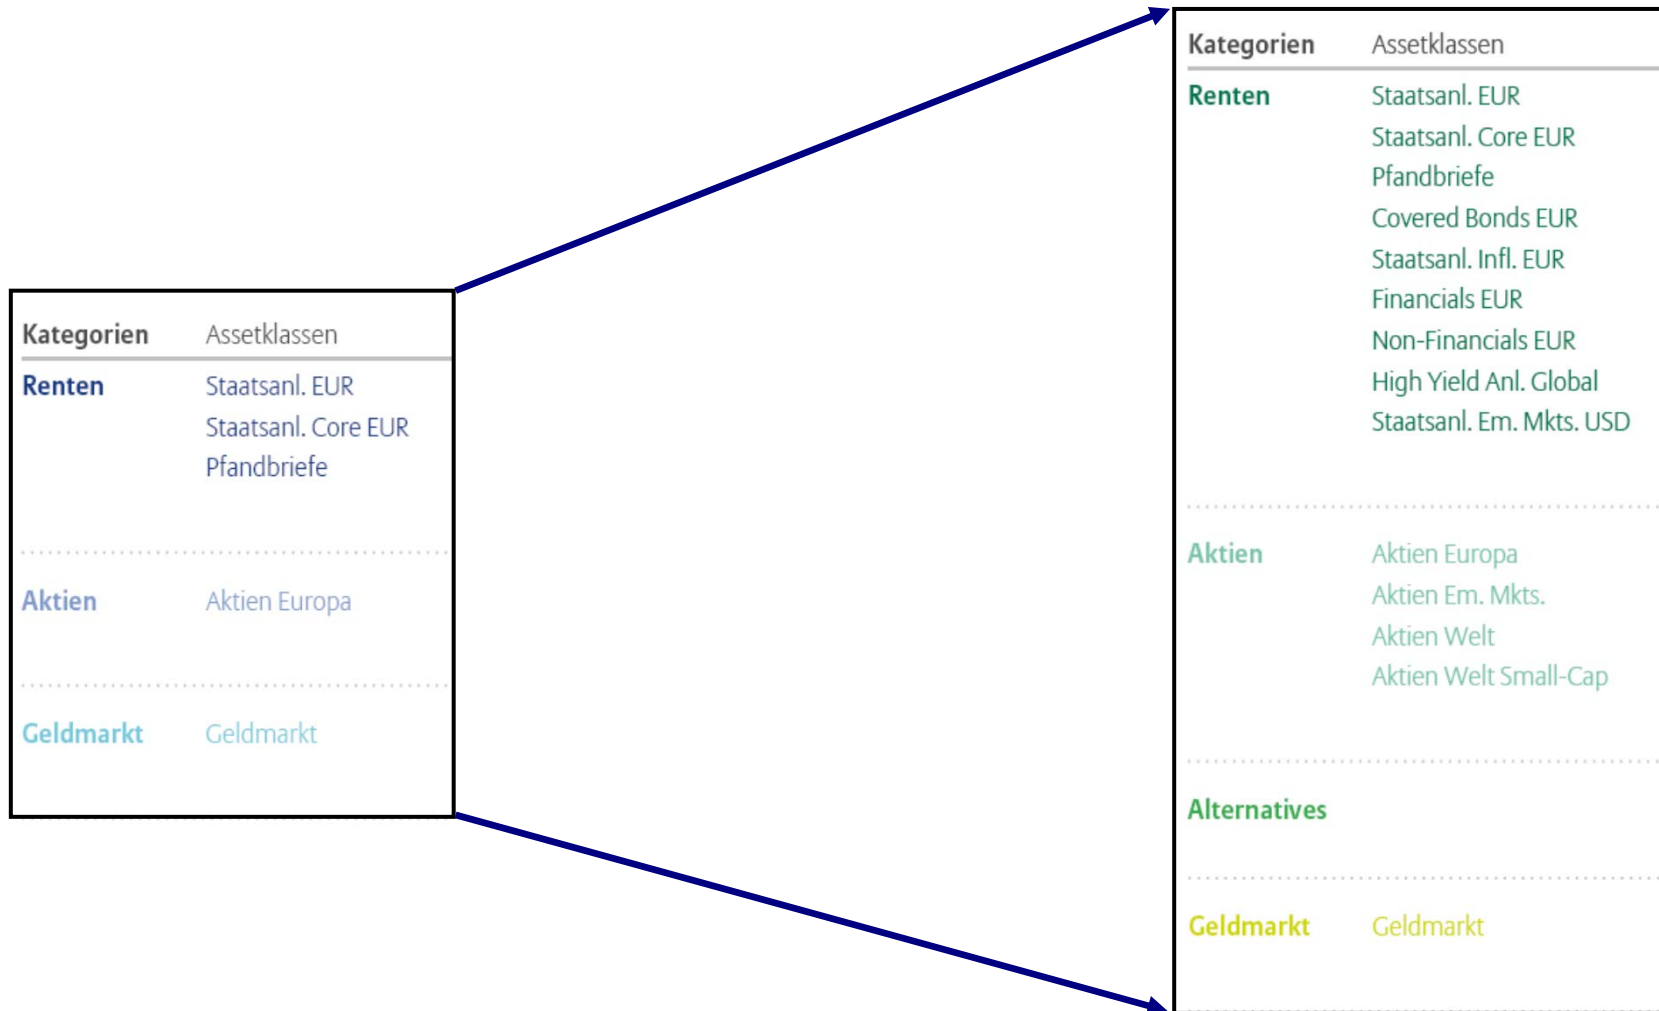 Kategorien Assetklassen
Renten Staatsanl. EUR
Staatsanl. Core EUR
Pfandbriefe
Aktien Aktien Europa
Geldmarkt Geldmarkt
Kategorien Assetklassen
Renten Staatsanl. EUR
Staatsanl. Core EUR
Pfandbriefe
Covered Bonds EUR
Staatsanl. Infl. EUR
Financials EUR
Non-Financials EUR
High Yield Anl. Global
Staatsanl. Em. Mkts. USD
Aktien Aktien Europa
Aktien Em. Mkts.
Aktien Welt
Aktien Welt Small-Cap
Alternatives
Geldmarkt Geldmarkt